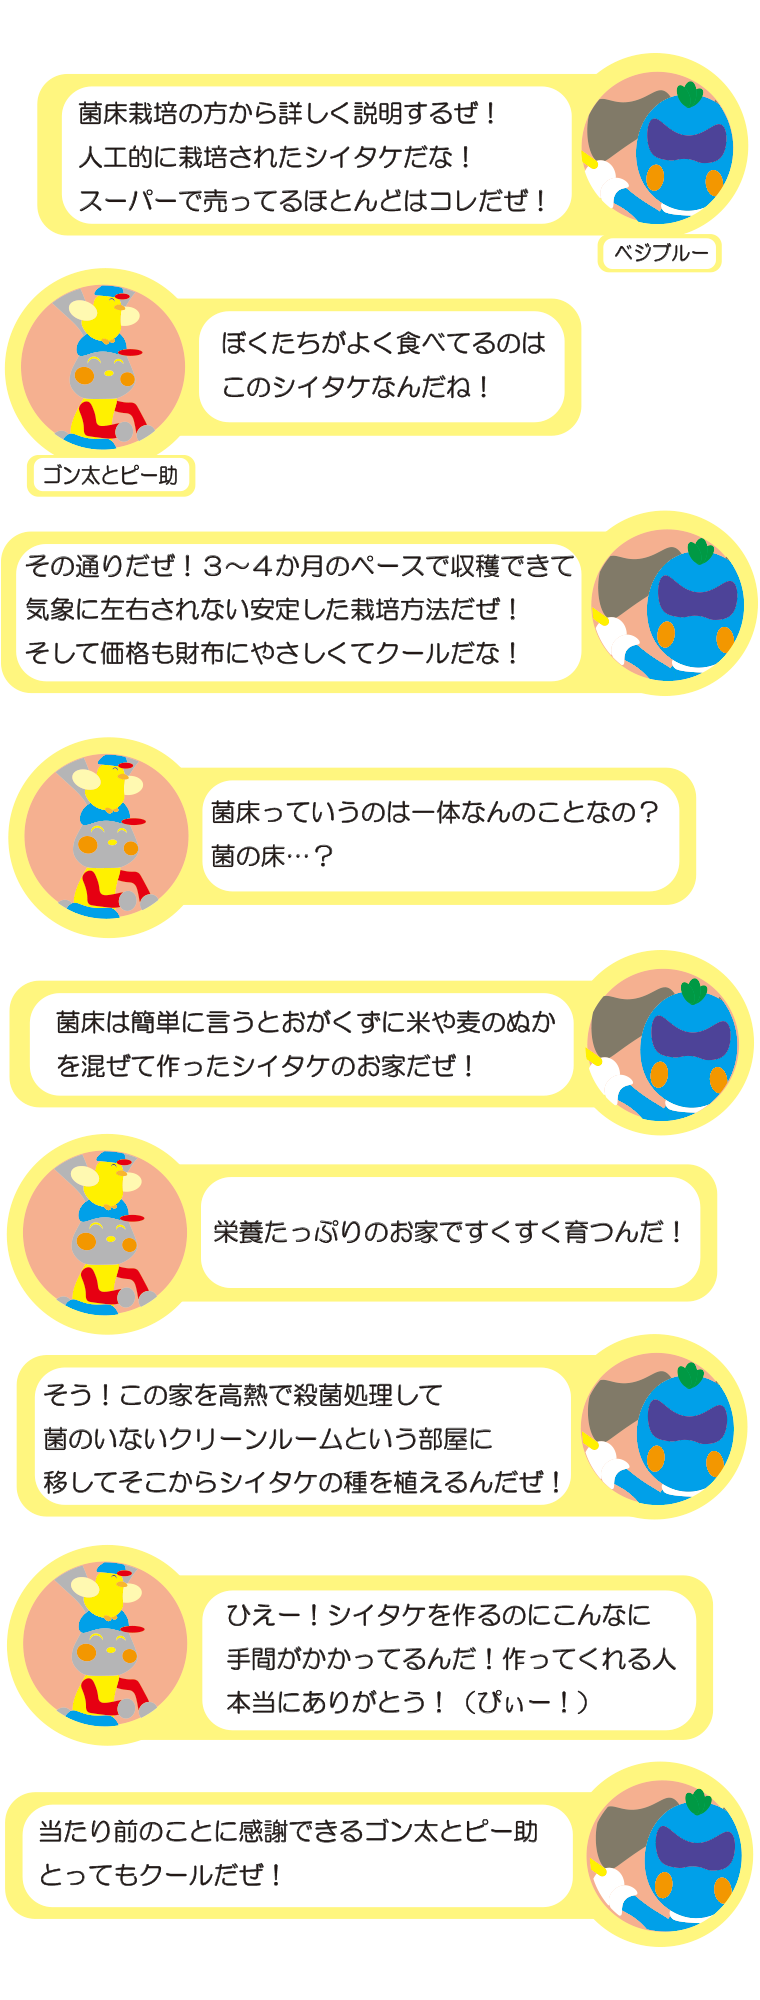 菌床栽培の方から詳しく説明するぜ！
人工的に栽培されたシイタケだな！
スーパーで売ってるほとんどはコレだぜ！
ベジブルー
ぼくたちがよく食べてるのは
このシイタケなんだね！
ゴン太とピー助
その通りだぜ！３〜４か月のペースで収穫できて
気象に左右されない安定した栽培方法だぜ！
そして価格も財布にやさしくてクールだな！
菌床っていうのは一体なんのことなの？
菌の床…？
菌床は簡単に言うとおがくずに米や麦のぬか
を混ぜて作ったシイタケのお家だぜ！
栄養たっぷりのお家ですくすく育つんだ！
そう！この家を高熱で殺菌処理して
菌のいないクリーンルームという部屋に
移してそこからシイタケの種を植えるんだぜ！
ひえー！シイタケを作るのにこんなに
手間がかかってるんだ！作ってくれる人
本当にありがとう！（ぴぃー！）
当たり前のことに感謝できるゴン太とピー助
とってもクールだぜ！